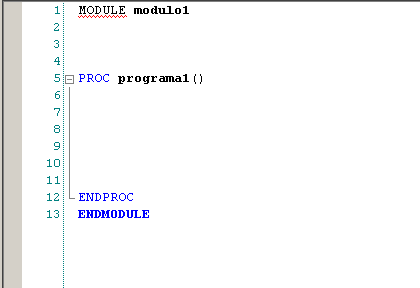 1 MODULE modulo1
2
3
4
5 PROC programa1()
6
7
8
9
10
11
12 ENDPROC
13 ENDMODULE